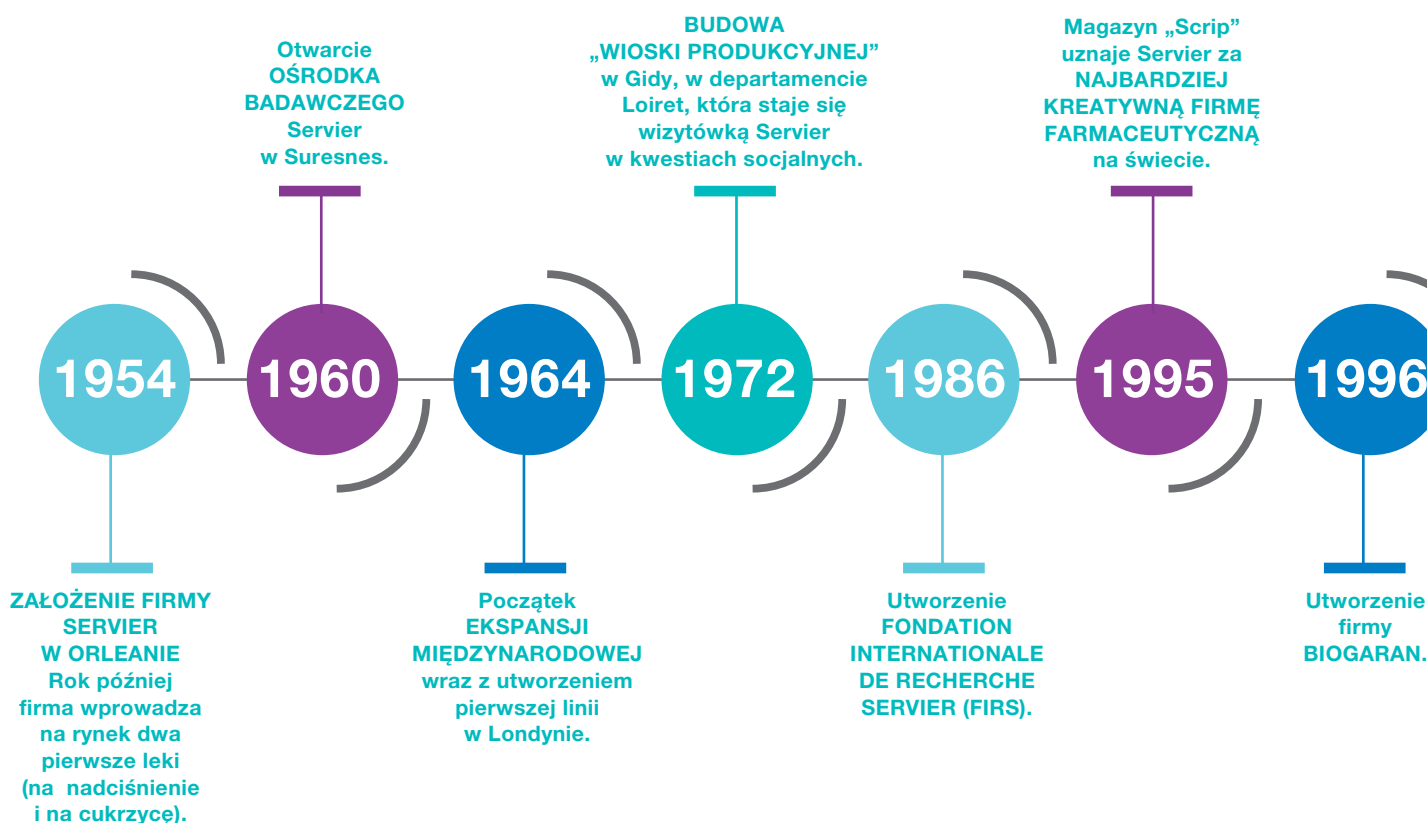 Otwarcie
OŚRODKA
BADAWCZEGO
Servier
w Suresnes.
BUDOWA
„WIOSKI PRODUKCYJNEJ”
w Gidy, w departamencie
Loiret, która staje się
wizytówką Servier
w kwestiach socjalnych.
Magazyn „Scrip”
uznaje Servier za
NAJBARDZIEJ
KREATYWNĄ FIRMĘ
FARMACEUTYCZNĄ
na świecie.
1954
1960
1964
1972
1986
1995
1996
ZAŁOŻENIE FIRMY
SERVIER
W ORLEANIE
Rok później
firma wprowadza
na rynek dwa
pierwsze leki
(na nadciśnienie
i na cukrzycę).
Początek
EKSPANSJI
MIĘDZYNARODOWEJ
wraz z utworzeniem
pierwszej linii
w Londynie.
Utworzenie
FONDATION
INTERNATIONALE
DE RECHERCHE
SERVIER (FIRS).
Utworzenie
firmy
BIOGARAN.